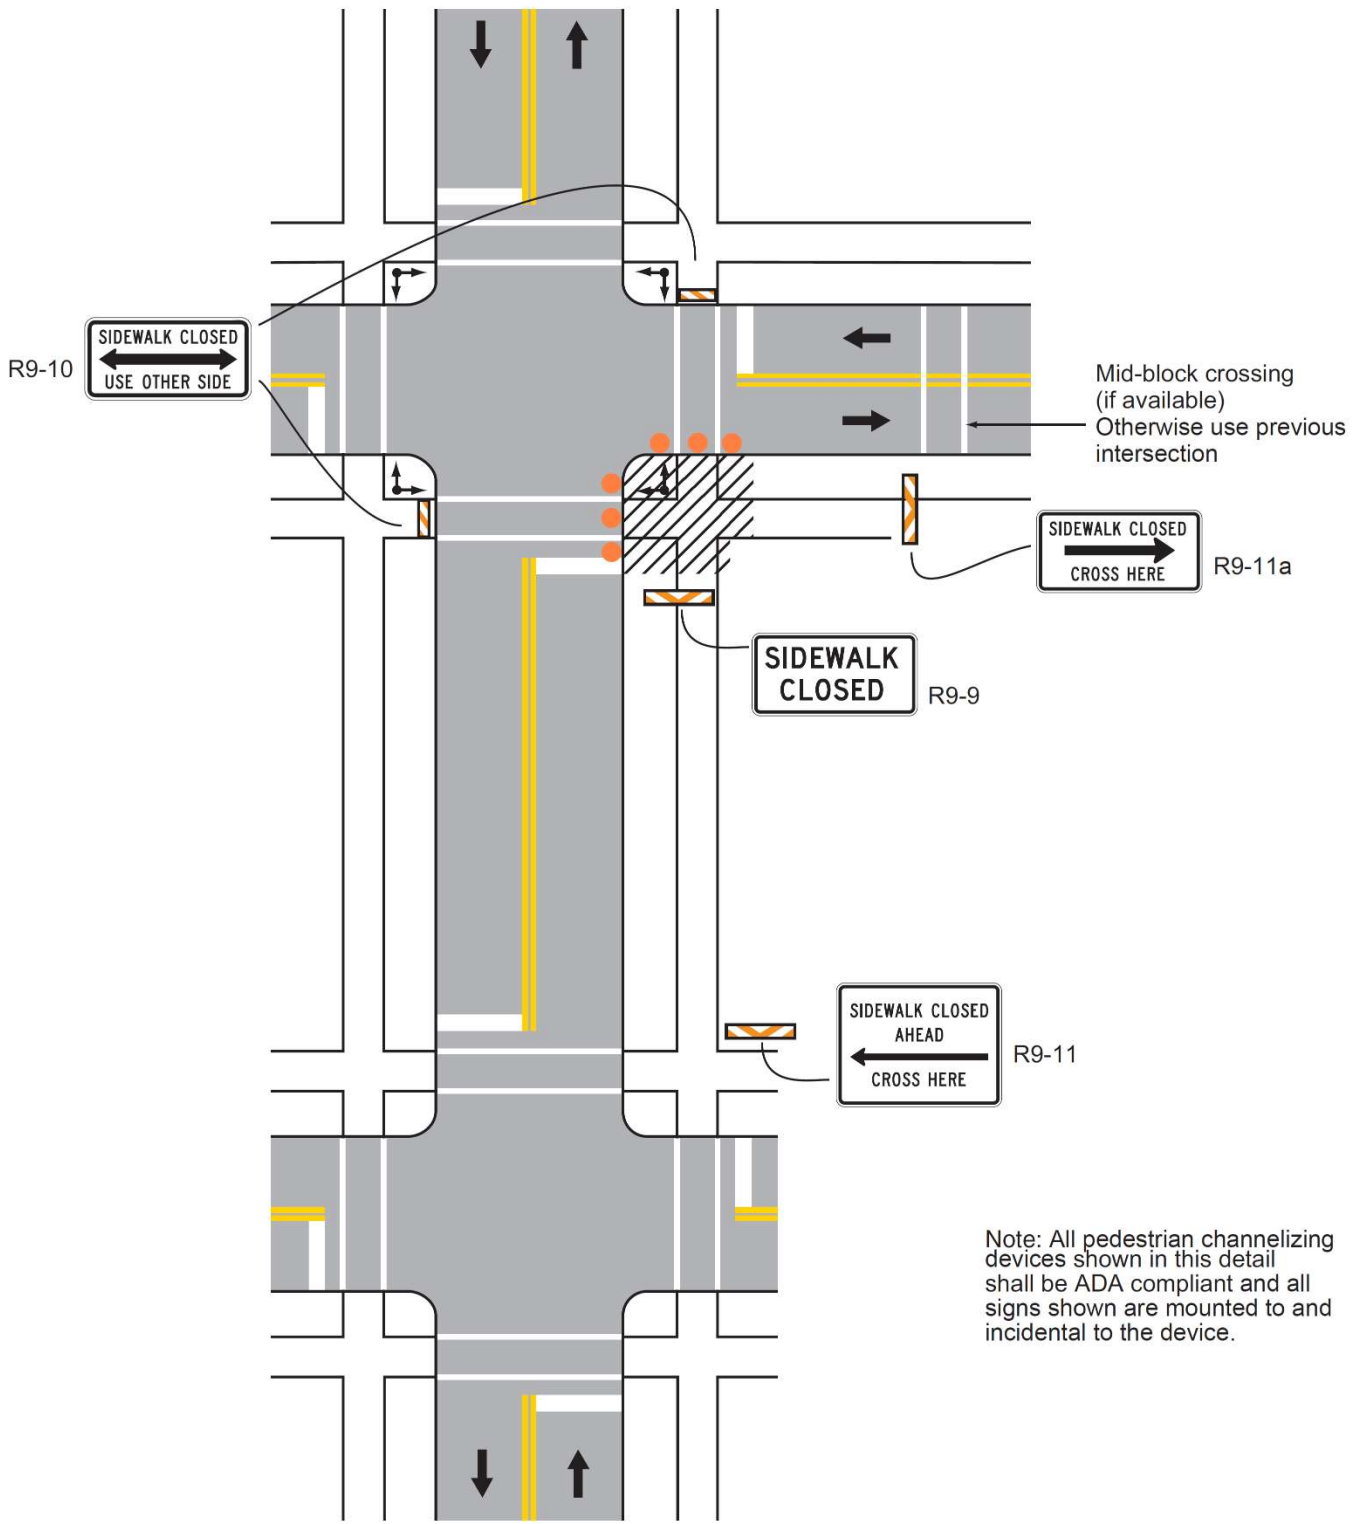 SIDEWALK CLOSED
USE OTHER SIDE
R9-10
Mid-block crossing
(if available)
Otherwise use previous
intersection
SIDEWALK CLOSED
CROSS HERE
R9-11a
SIDEWALK
CLOSED
R9-9
SIDEWALK CLOSED
AHEAD
CROSS HERE
R9-11
Note: All pedestrian channelizing
devices shown in this detail
shall be ADA compliant and all
signs shown are mounted to and
incidental to the device.